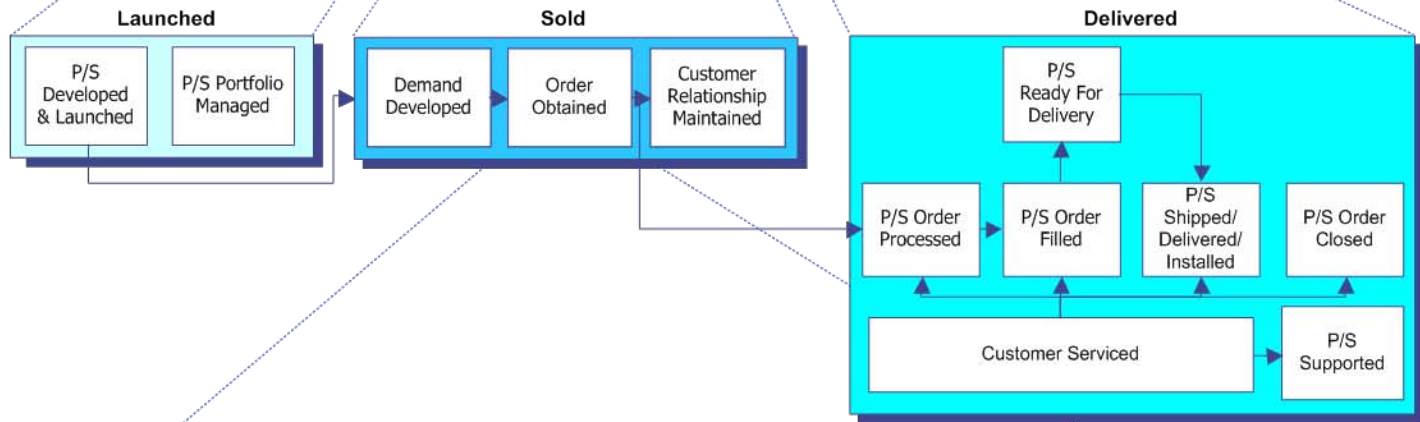 Launched
P/S
Developed
& Launched
P/S Portfolio
Managed
Sold
Demand
Developed
Order
Obtained
Customer
Relationship
Maintained
Delivered
P/S
Ready For
Delivery
P/S Order
Processed
P/S Order
Filled
P/S
Shipped/
Delivered/
Installed
P/S Order
Closed
Customer Serviced
P/S
Supported